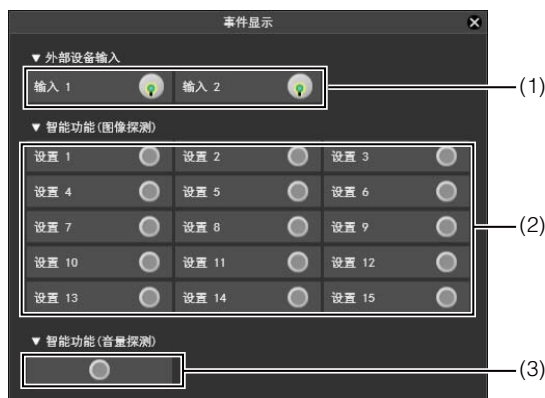 事件显示
▼ 外部设备输入
输入 1 输入 2
(1)
▼ 智能功能(图像探测)
设置 1 设置 2 设置 3
设置 4 设置 5 设置 6
设置 7 设置 8 设置 9
(2)
设置 10 设置 11 设置 12
设置 13 设置 14 设置 15
▼ 智能功能(音量探测)
(3)